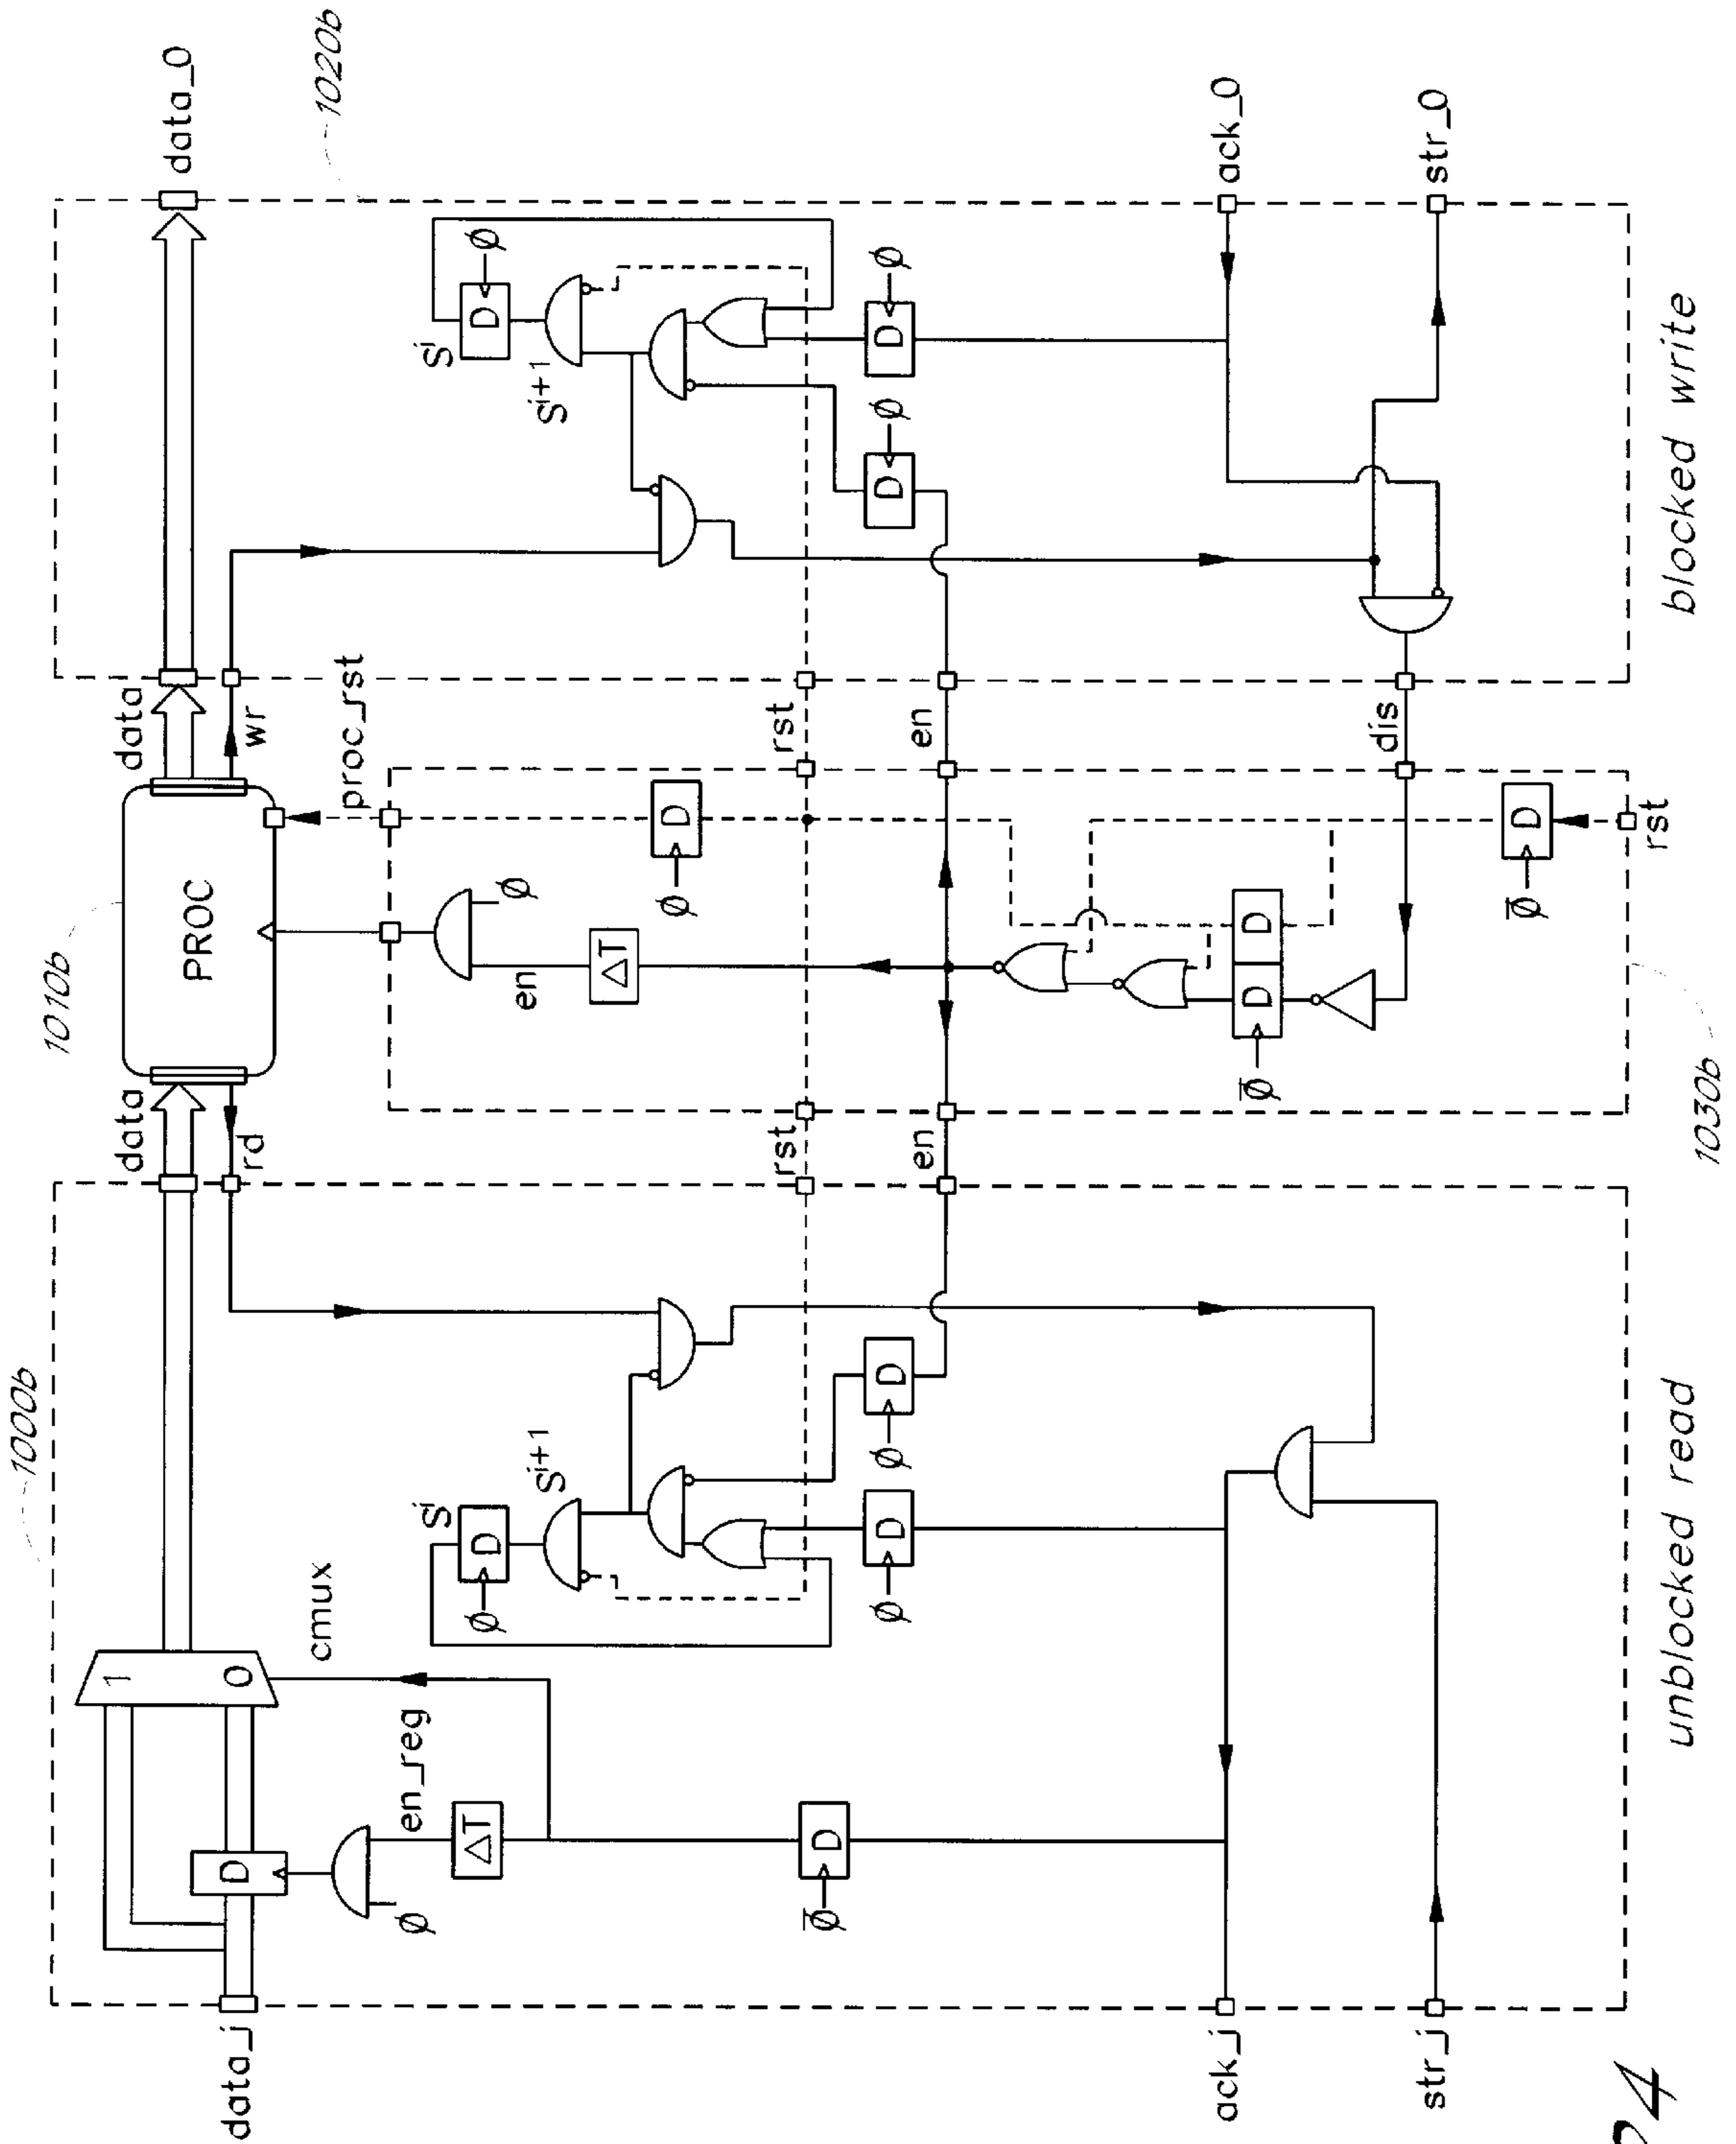 1000b
1010b
1020b
data_j
D
1
0
data
PROC
data
data_0
rd
wr
cmux
en_reg
ø
ΔT
Sⁱ
D
ø
Sⁱ⁺¹
proc_rst
en
ø
ΔT
D
ø
Sⁱ
D
ø
Sⁱ⁺¹
rst
rst
D
ø̅
D
ø
D
ø
en
en
D
ø
D
ø
D
D
ø̅
ack_j
ack_0
str_j
dis
str_0
D
ø̅
rst
unblocked read
1030b
blocked write